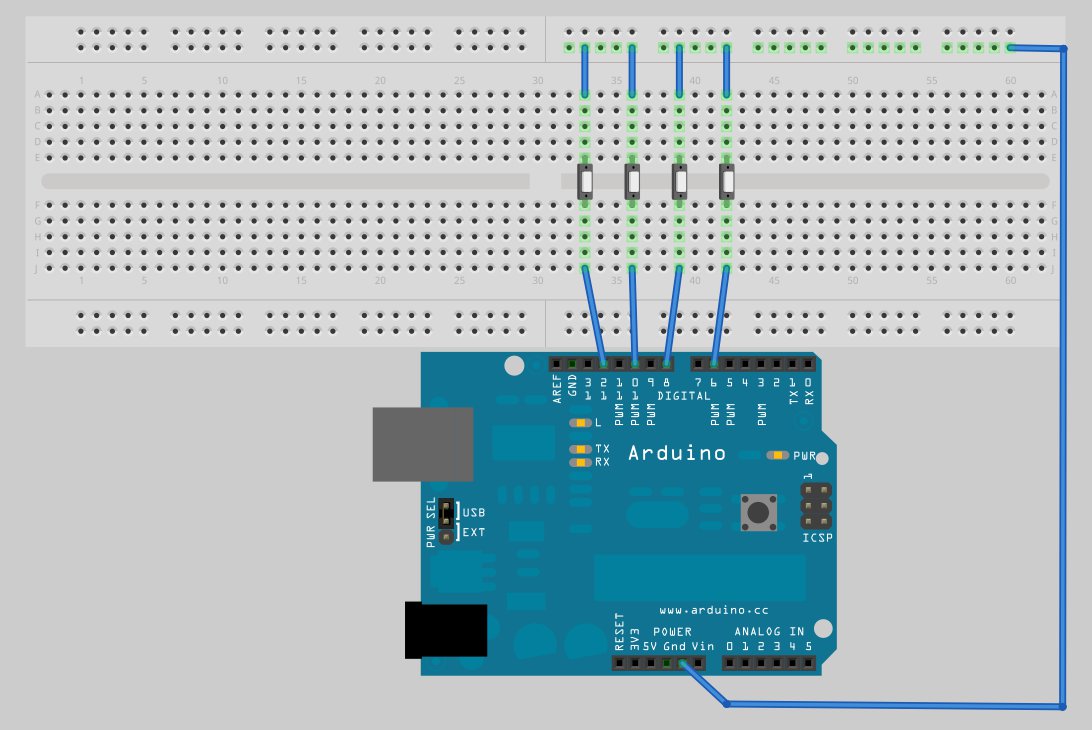 1 5 10 15 20 25 30 35 40 45 50 55 60
A A
B B
C C
D D
E E
F F
G G
H H
I I
J J
1 5 10 15 20 25 30 35 40 45 50 55 60
AREF GND 13 12 11 10 9 8 7 6 5 4 3 2 1 0
PWM PWM PWM DIGITAL PWM PWM PWM TX RX
L
TX
RX
Arduino
PWR
1
PWR SEL
USB
EXT
ICSP
www.arduino.cc
POWER ANALOG IN
RESET 3V3 5V Gnd Vin 0 1 2 3 4 5